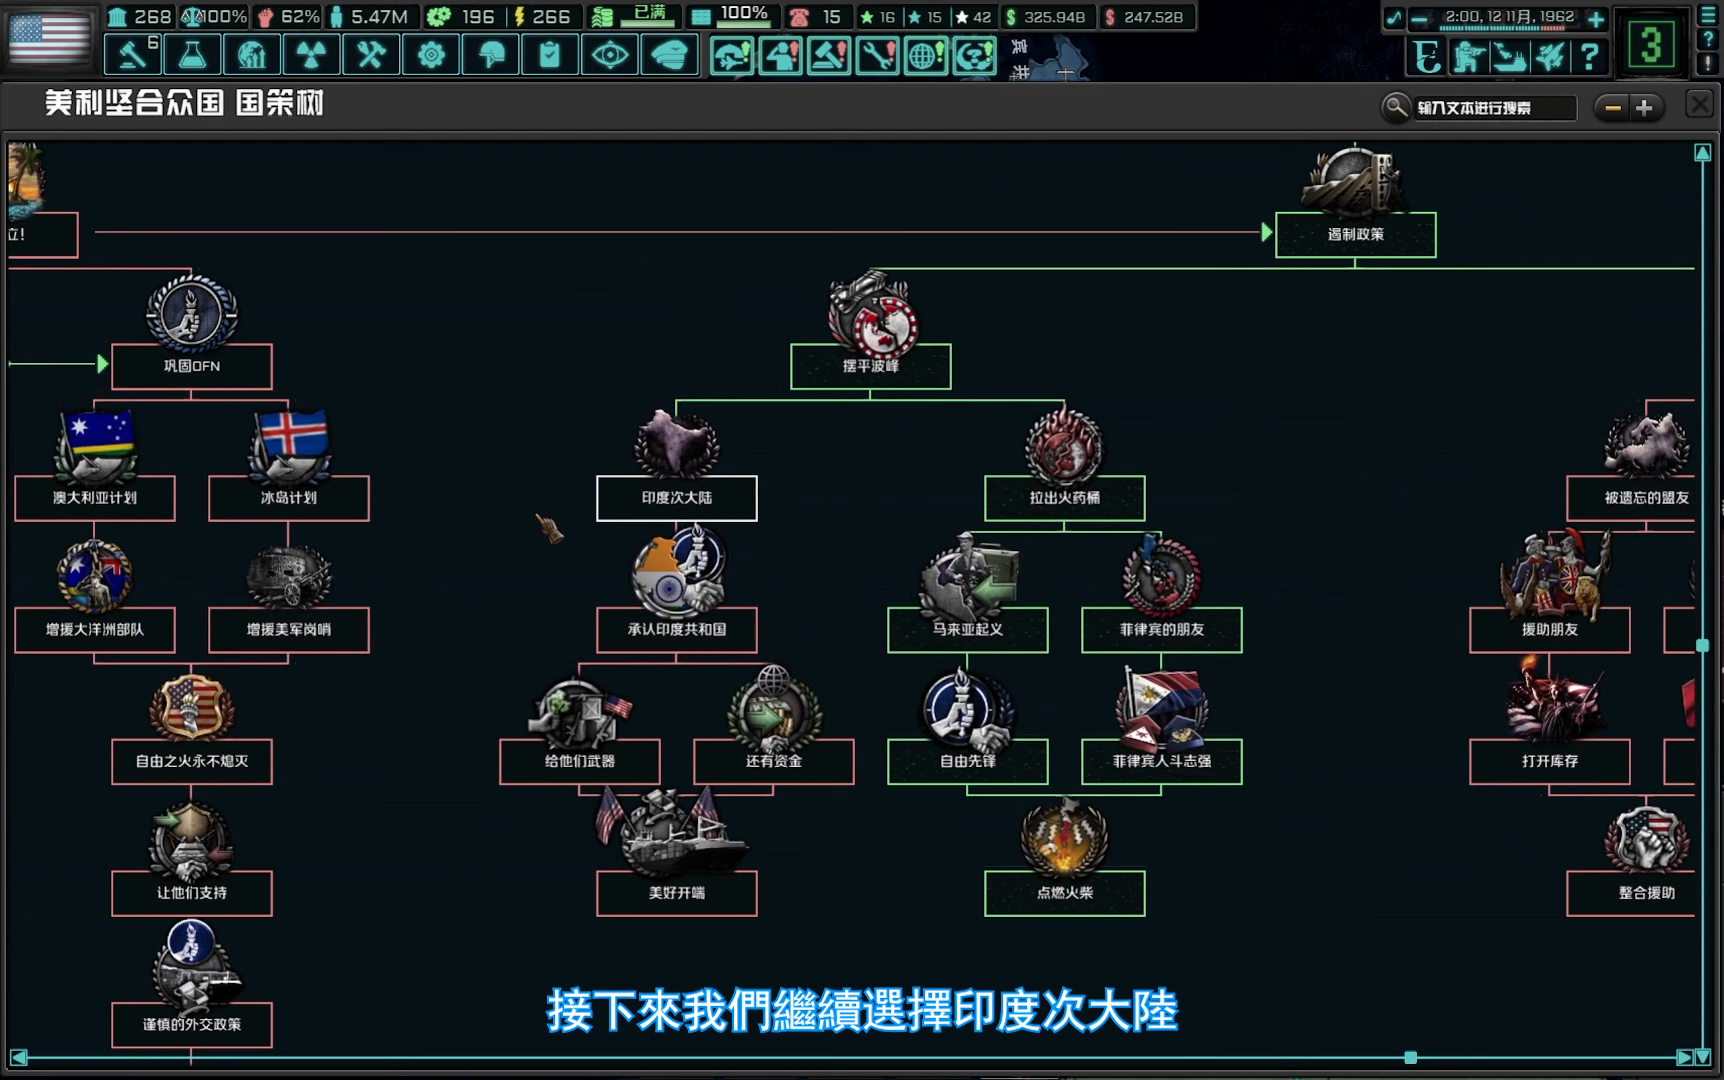 268 100% 62% 5.47M 196 266 已满 100% 15 16 15 42 $ 325.94B $ 247.52B 2:00, 12 11月, 1962
6
3
美利坚合众国 国策树
输入文本进行搜索
立!
遏制政策
巩固OFN
摆平波峰
澳大利亚计划
冰岛计划
印度次大陆
拉出火药桶
被遗忘的盟友
增援大洋洲部队
增援美军岗哨
承认印度共和国
马来亚起义
菲律宾的朋友
援助朋友
自由之火永不熄灭
给他们武器
还有资金
自由先锋
菲律宾人斗志强
打开库存
让他们支持
美好开端
点燃火柴
整合援助
谨慎的外交政策
接下來我們繼續選擇印度次大陸